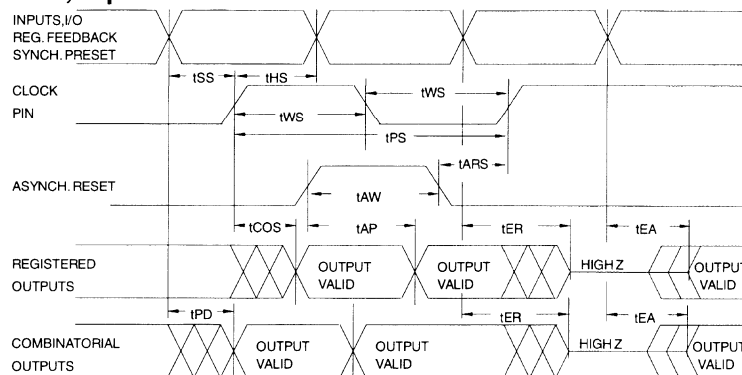 INPUTS,I/O
REG. FEEDBACK
SYNCH. PRESET
tSS
tHS
CLOCK
PIN
tWS
tWS
tPS
tARS
ASYNCH. RESET
tAW
tCOS
tAP
tER
tEA
REGISTERED
OUTPUTS
OUTPUT
VALID
OUTPUT
VALID
HIGH Z
OUTPUT
VALID
tPD
tER
tEA
COMBINATORIAL
OUTPUTS
OUTPUT
VALID
OUTPUT
VALID
HIGH Z
OUTPUT
VALID